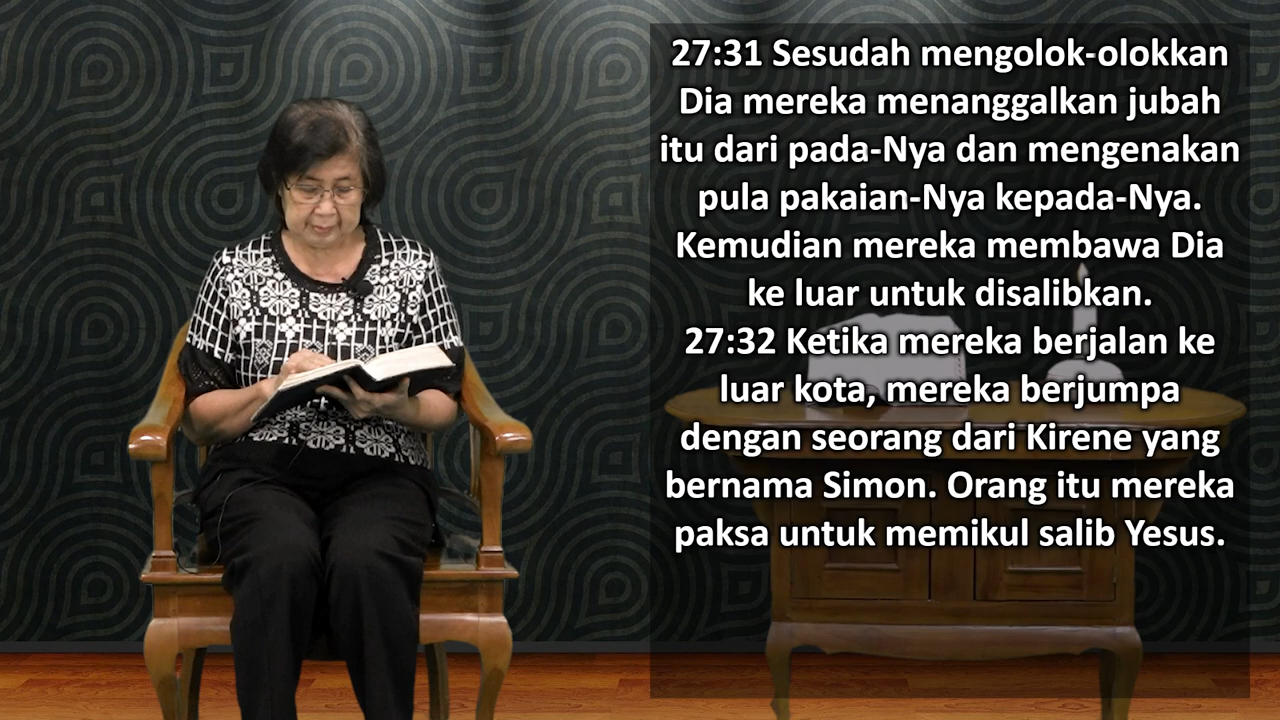 27:31 Sesudah mengolok-olokkan
Dia mereka menanggalkan jubah
itu dari pada-Nya dan mengenakan
pula pakaian-Nya kepada-Nya.
Kemudian mereka membawa Dia
ke luar untuk disalibkan.
27:32 Ketika mereka berjalan ke
luar kota, mereka berjumpa
dengan seorang dari Kirene yang
bernama Simon. Orang itu mereka
paksa untuk memikul salib Yesus.